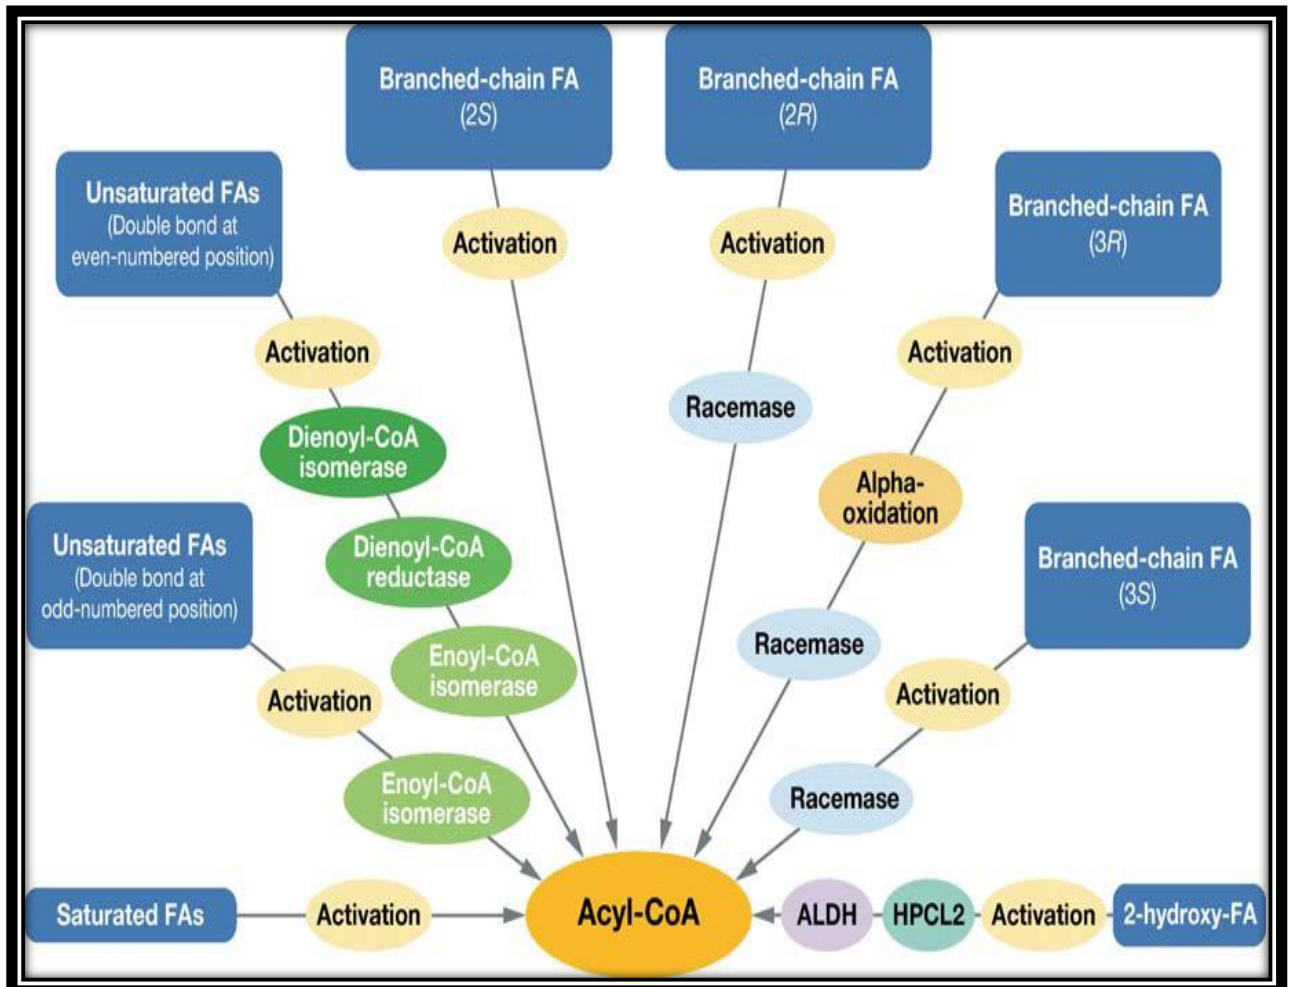 Branched-chain FA
(2S)
Branched-chain FA
(2R)
Unsaturated FAs
(Double bond at
even-numbered position)
Branched-chain FA
(3R)
Activation
Activation
Activation
Activation
Racemase
Dienoyl-CoA
isomerase
Alpha-
oxidation
Unsaturated FAs
(Double bond at
odd-numbered position)
Dienoyl-CoA
reductase
Branched-chain FA
(3S)
Enoyl-CoA
isomerase
Racemase
Activation
Activation
Enoyl-CoA
isomerase
Racemase
Saturated FAs
Activation
Acyl-CoA
ALDH
HPCL2
Activation
2-hydroxy-FA